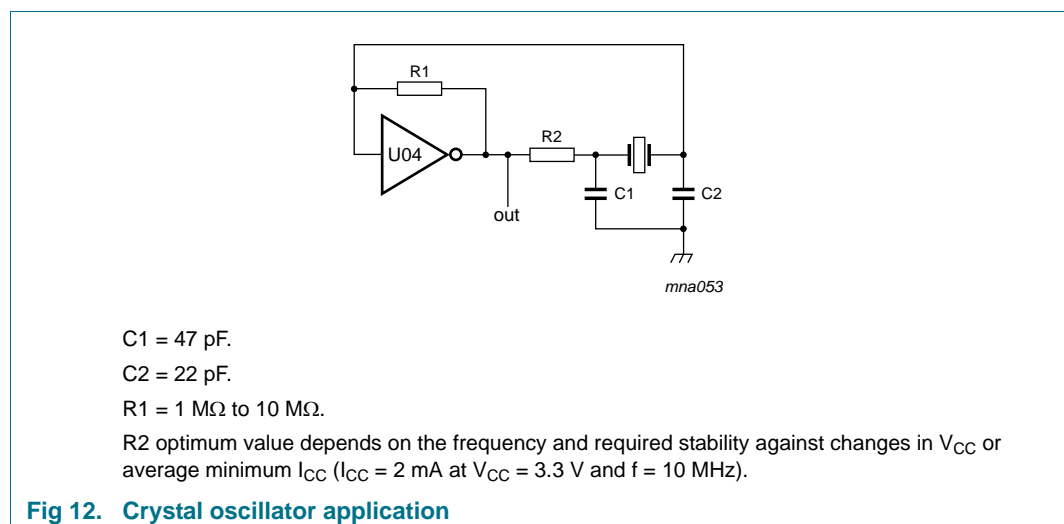 R1
R2
U04
C1
C2
out
mna053
C1 = 47 pF.
C2 = 22 pF.
R1 = 1 MΩ to 10 MΩ.
R2 optimum value depends on the frequency and required stability against changes in VCC or
average minimum ICC (ICC = 2 mA at VCC = 3.3 V and f = 10 MHz).
Fig 12. Crystal oscillator application